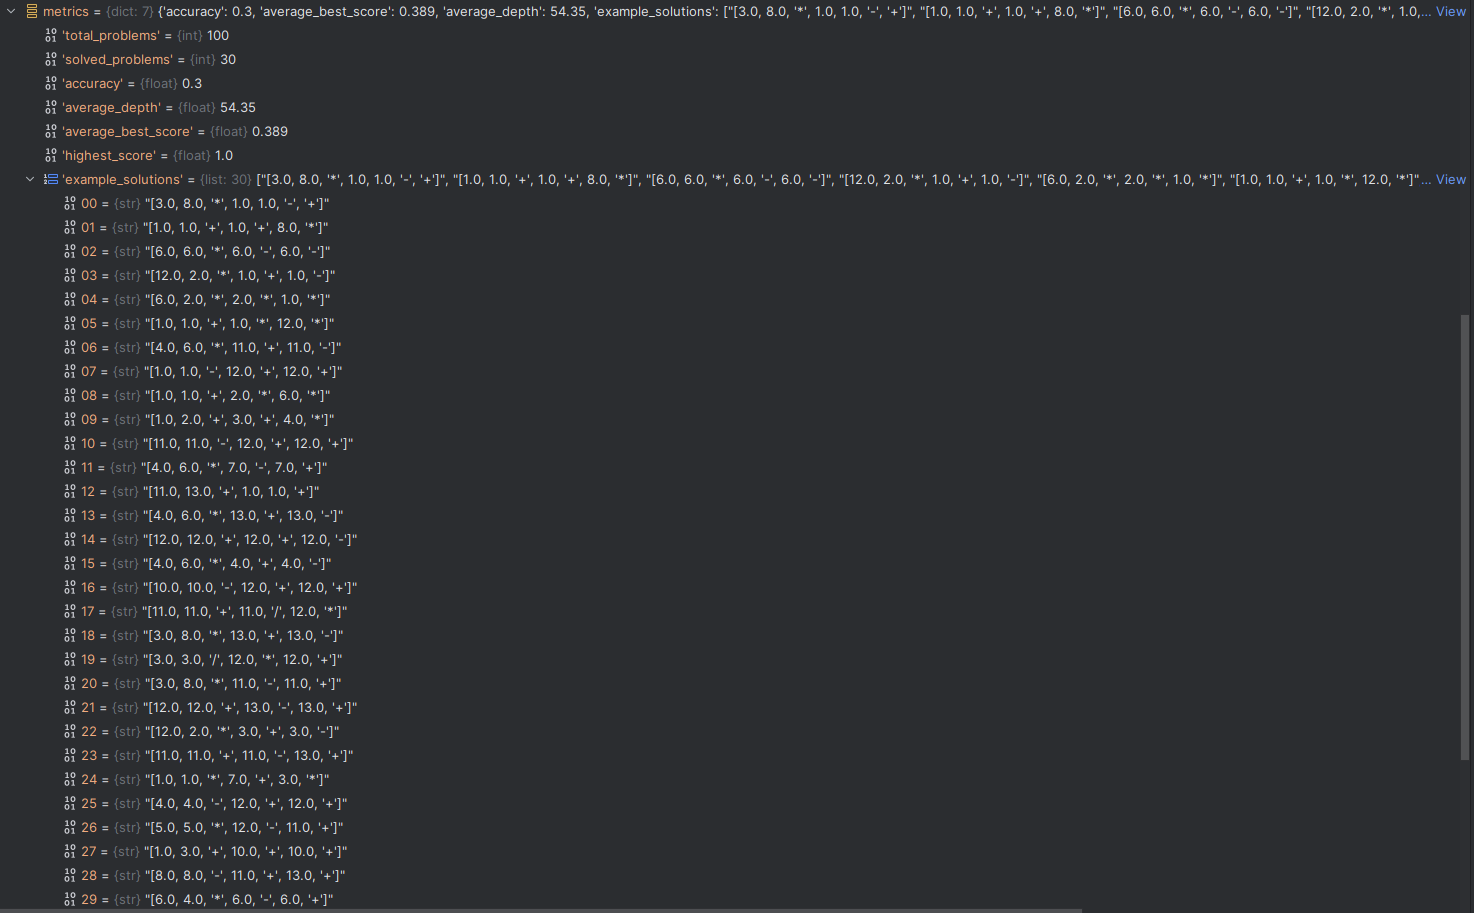 metrics = {dict: 7} {'accuracy': 0.3, 'average_best_score': 0.389, 'average_depth': 54.35, 'example_solutions': ["[3.0, 8.0, '*', 1.0, 1.0, '-', '+']", "[1.0, 1.0, '+', 1.0, '+', 8.0, '*']", "[6.0, 6.0, '*', 6.0, '-', 6.0, '-']", "[12.0, 2.0, '*', 1.0,... View
'total_problems' = {int} 100
'solved_problems' = {int} 30
'accuracy' = {float} 0.3
'average_depth' = {float} 54.35
'average_best_score' = {float} 0.389
'highest_score' = {float} 1.0
'example_solutions' = {list: 30} ["[3.0, 8.0, '*', 1.0, 1.0, '-', '+']", "[1.0, 1.0, '+', 1.0, '+', 8.0, '*']", "[6.0, 6.0, '*', 6.0, '-', 6.0, '-']", "[12.0, 2.0, '*', 1.0, '+', 1.0, '-']", "[6.0, 2.0, '*', 2.0, '*', 1.0, '*']", "[1.0, 1.0, '+', 1.0, '*', 12.0, '*']"... View
00 = {str} "[3.0, 8.0, '*', 1.0, 1.0, '-', '+']"
01 = {str} "[1.0, 1.0, '+', 1.0, '+', 8.0, '*']"
02 = {str} "[6.0, 6.0, '*', 6.0, '-', 6.0, '-']"
03 = {str} "[12.0, 2.0, '*', 1.0, '+', 1.0, '-']"
04 = {str} "[6.0, 2.0, '*', 2.0, '*', 1.0, '*']"
05 = {str} "[1.0, 1.0, '+', 1.0, '*', 12.0, '*']"
06 = {str} "[4.0, 6.0, '*', 11.0, '+', 11.0, '-']"
07 = {str} "[1.0, 1.0, '-', 12.0, '+', 12.0, '+']"
08 = {str} "[1.0, 1.0, '+', 2.0, '*', 6.0, '*']"
09 = {str} "[1.0, 2.0, '+', 3.0, '+', 4.0, '*']"
10 = {str} "[11.0, 11.0, '-', 12.0, '+', 12.0, '+']"
11 = {str} "[4.0, 6.0, '*', 7.0, '-', 7.0, '+']"
12 = {str} "[11.0, 13.0, '+', 1.0, 1.0, '+']"
13 = {str} "[4.0, 6.0, '*', 13.0, '+', 13.0, '-']"
14 = {str} "[12.0, 12.0, '+', 12.0, '+', 12.0, '-']"
15 = {str} "[4.0, 6.0, '*', 4.0, '+', 4.0, '-']"
16 = {str} "[10.0, 10.0, '-', 12.0, '+', 12.0, '+']"
17 = {str} "[11.0, 11.0, '+', 11.0, '/', 12.0, '*']"
18 = {str} "[3.0, 8.0, '*', 13.0, '+', 13.0, '-']"
19 = {str} "[3.0, 3.0, '/', 12.0, '*', 12.0, '+']"
20 = {str} "[3.0, 8.0, '*', 11.0, '-', 11.0, '+']"
21 = {str} "[12.0, 12.0, '+', 13.0, '-', 13.0, '+']"
22 = {str} "[12.0, 2.0, '*', 3.0, '+', 3.0, '-']"
23 = {str} "[11.0, 11.0, '+', 11.0, '-', 13.0, '+']"
24 = {str} "[1.0, 1.0, '*', 7.0, '+', 3.0, '*']"
25 = {str} "[4.0, 4.0, '-', 12.0, '+', 12.0, '+']"
26 = {str} "[5.0, 5.0, '*', 12.0, '-', 11.0, '+']"
27 = {str} "[1.0, 3.0, '+', 10.0, '+', 10.0, '+']"
28 = {str} "[8.0, 8.0, '-', 11.0, '+', 13.0, '+']"
29 = {str} "[6.0, 4.0, '*', 6.0, '-', 6.0, '+']"